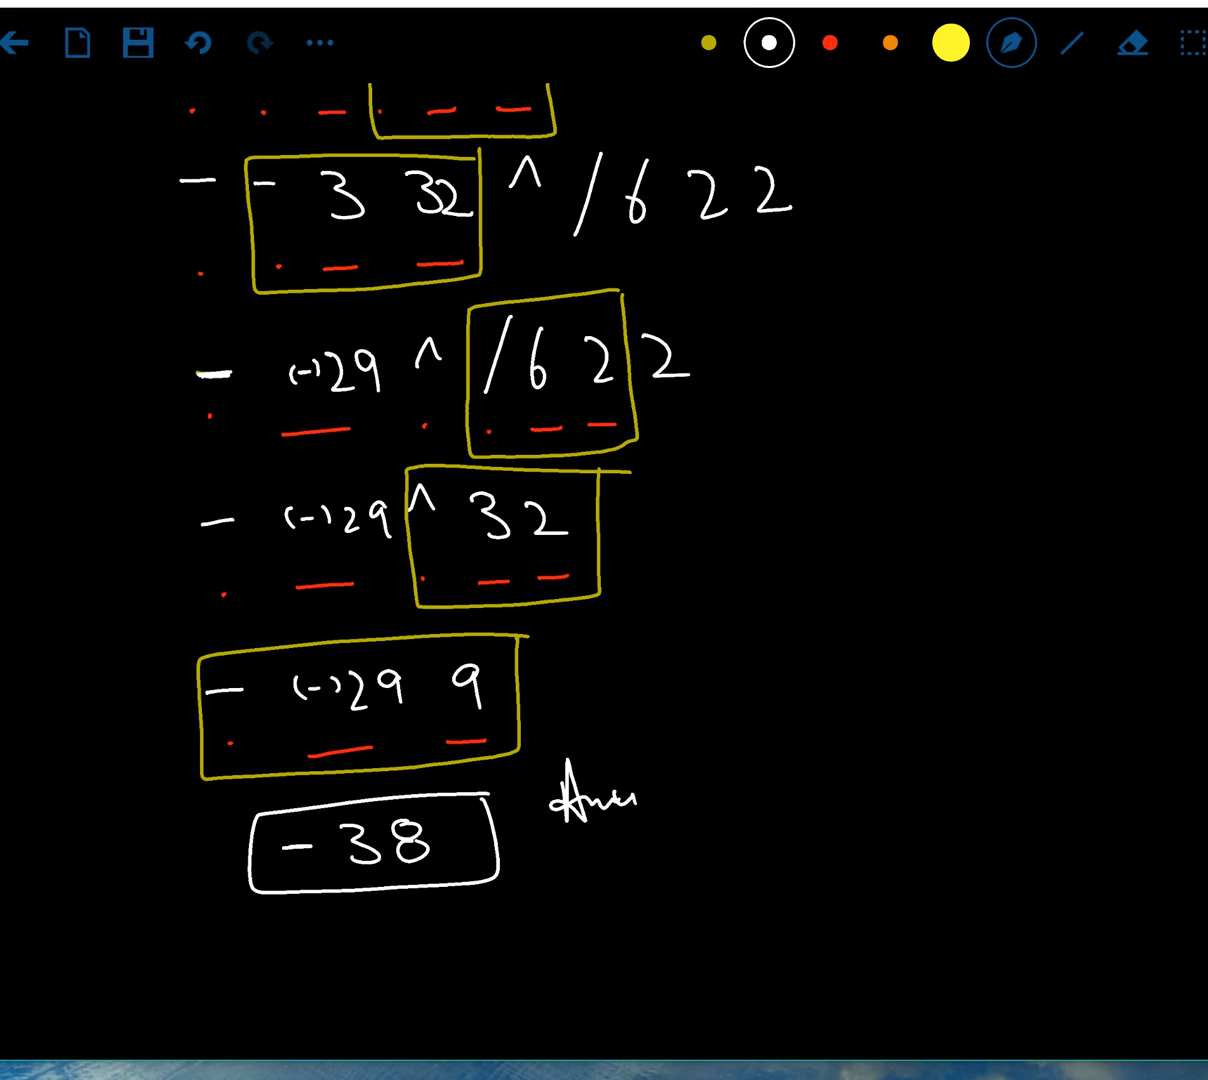 - - 3 32 ^ / 6 2 2
- (-)29 ^ / 6 2 2
- (-)29 ^ 3 2
- (-)29 9
- 38